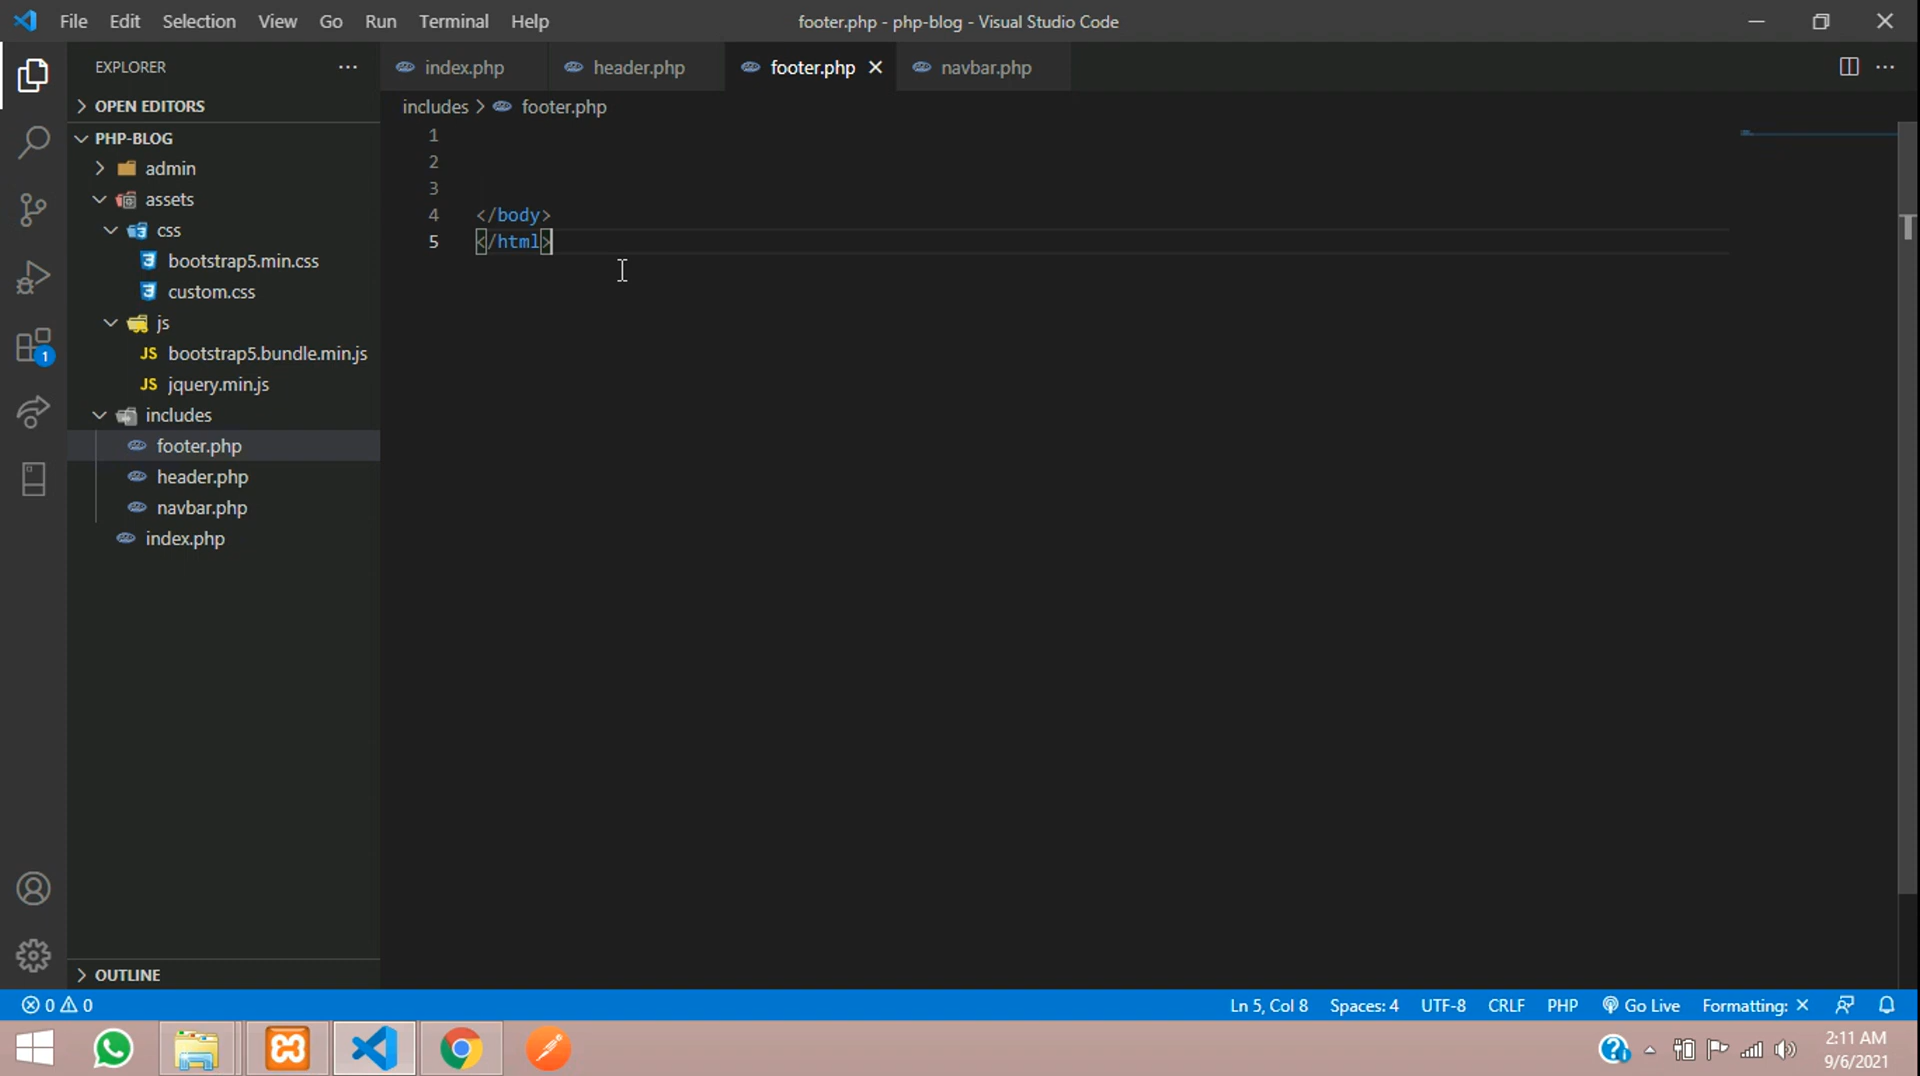 File Edit Selection View Go Run Terminal Help
footer.php - php-blog - Visual Studio Code
EXPLORER ...
index.php
header.php
footer.php
navbar.php
OPEN EDITORS
includes > footer.php
PHP-BLOG
admin
assets
css
bootstrap5.min.css
custom.css
js
JS bootstrap5.bundle.min.js
JS jquery.min.js
includes
footer.php
header.php
navbar.php
index.php
OUTLINE
1
2
3
4 </body>
5 </html>
1
0 0
Ln 5, Col 8
Spaces: 4
UTF-8
CRLF
PHP
Go Live
Formatting: ×
2:11 AM
9/6/2021